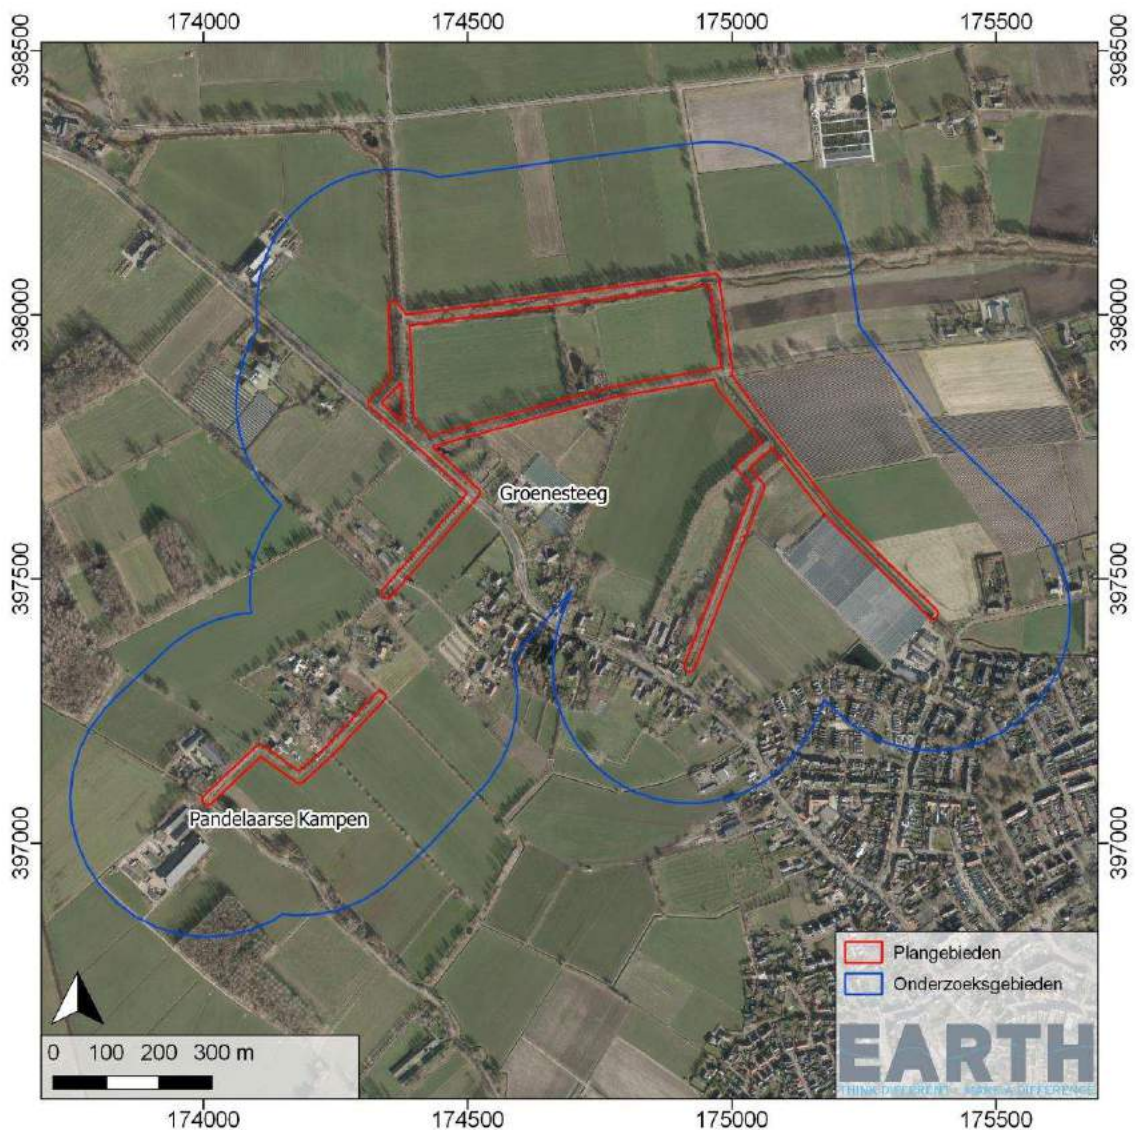 174000 174500 175000 175500
398500 398500
398000 398000
Groenesteeg
397500 397500
Pandelaarse Kampen
397000 397000
Plangebieden
Onderzoeksgebieden
0 100 200 300 m
EARTH
THINK DIFFERENT - MAKE A DIFFERENCE
174000 174500 175000 175500